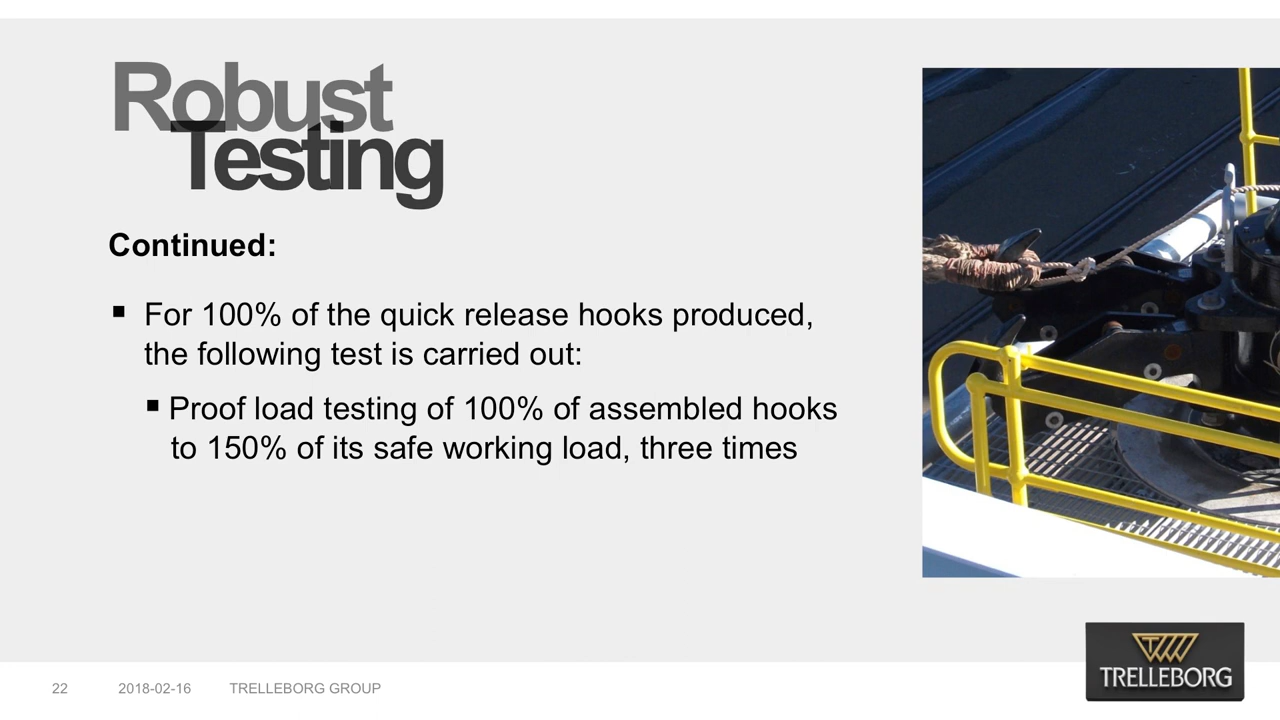 Robust
Testing
Continued:
▪ For 100% of the quick release hooks produced,
the following test is carried out:
▪ Proof load testing of 100% of assembled hooks
to 150% of its safe working load, three times
22 2018-02-16 TRELLEBORG GROUP
TRELLEBORG